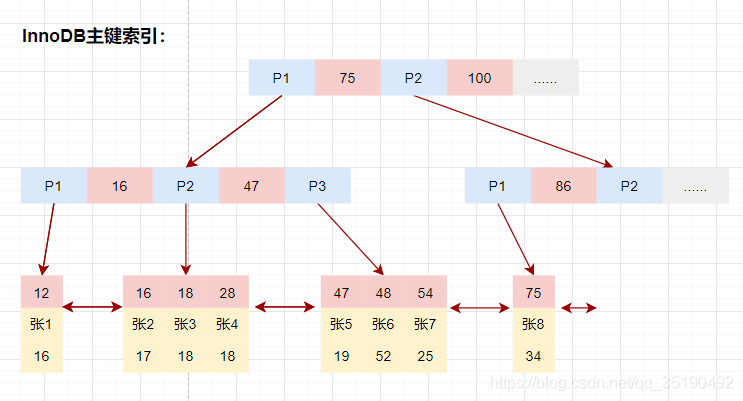 InnoDB主键索引：
P1 75 P2 100 ......
P1 16 P2 47 P3 P1 86 P2 ......
12 16 18 28 47 48 54 75
张1 张2 张3 张4 张5 张6 张7 张8
16 17 18 18 19 52 25 34
https://blog.csdn.net/qq_35190492